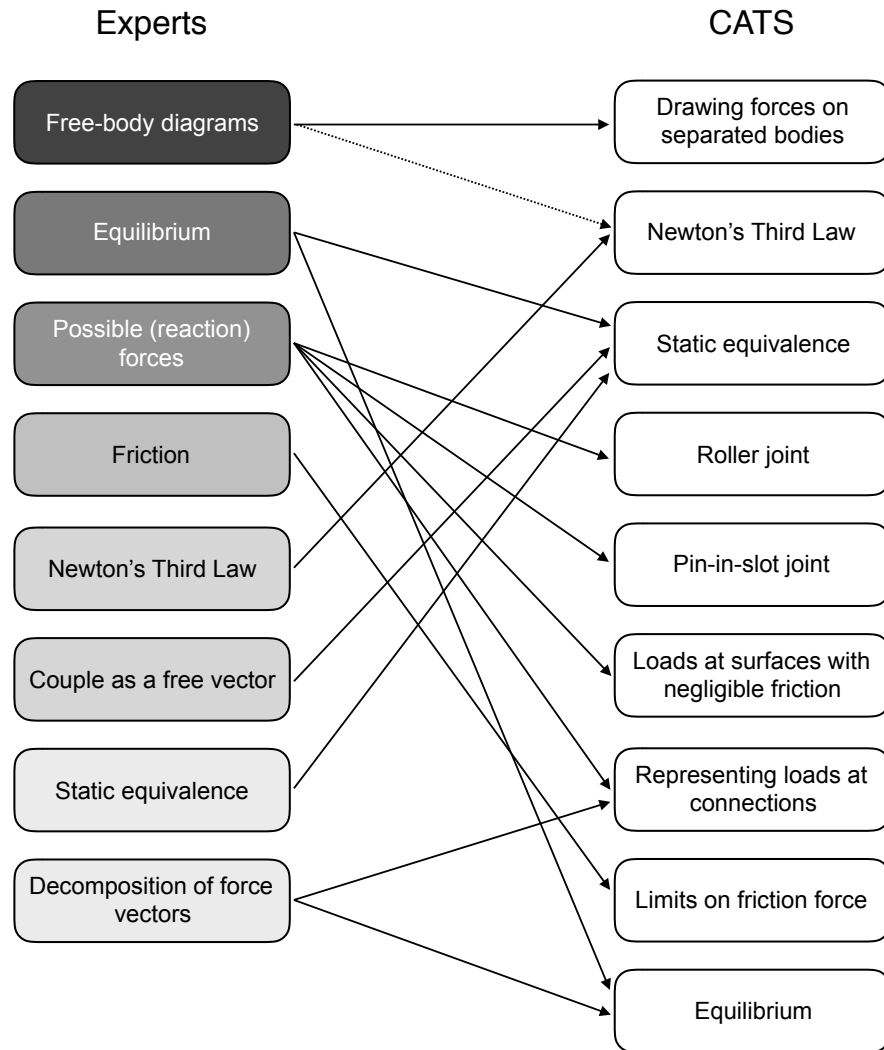 Experts
CATS
Free-body diagrams
Equilibrium
Possible (reaction)
forces
Friction
Newton’s Third Law
Couple as a free vector
Static equivalence
Decomposition of force
vectors
Drawing forces on
separated bodies
Newton’s Third Law
Static equivalence
Roller joint
Pin-in-slot joint
Loads at surfaces with
negligible friction
Representing loads at
connections
Limits on friction force
Equilibrium